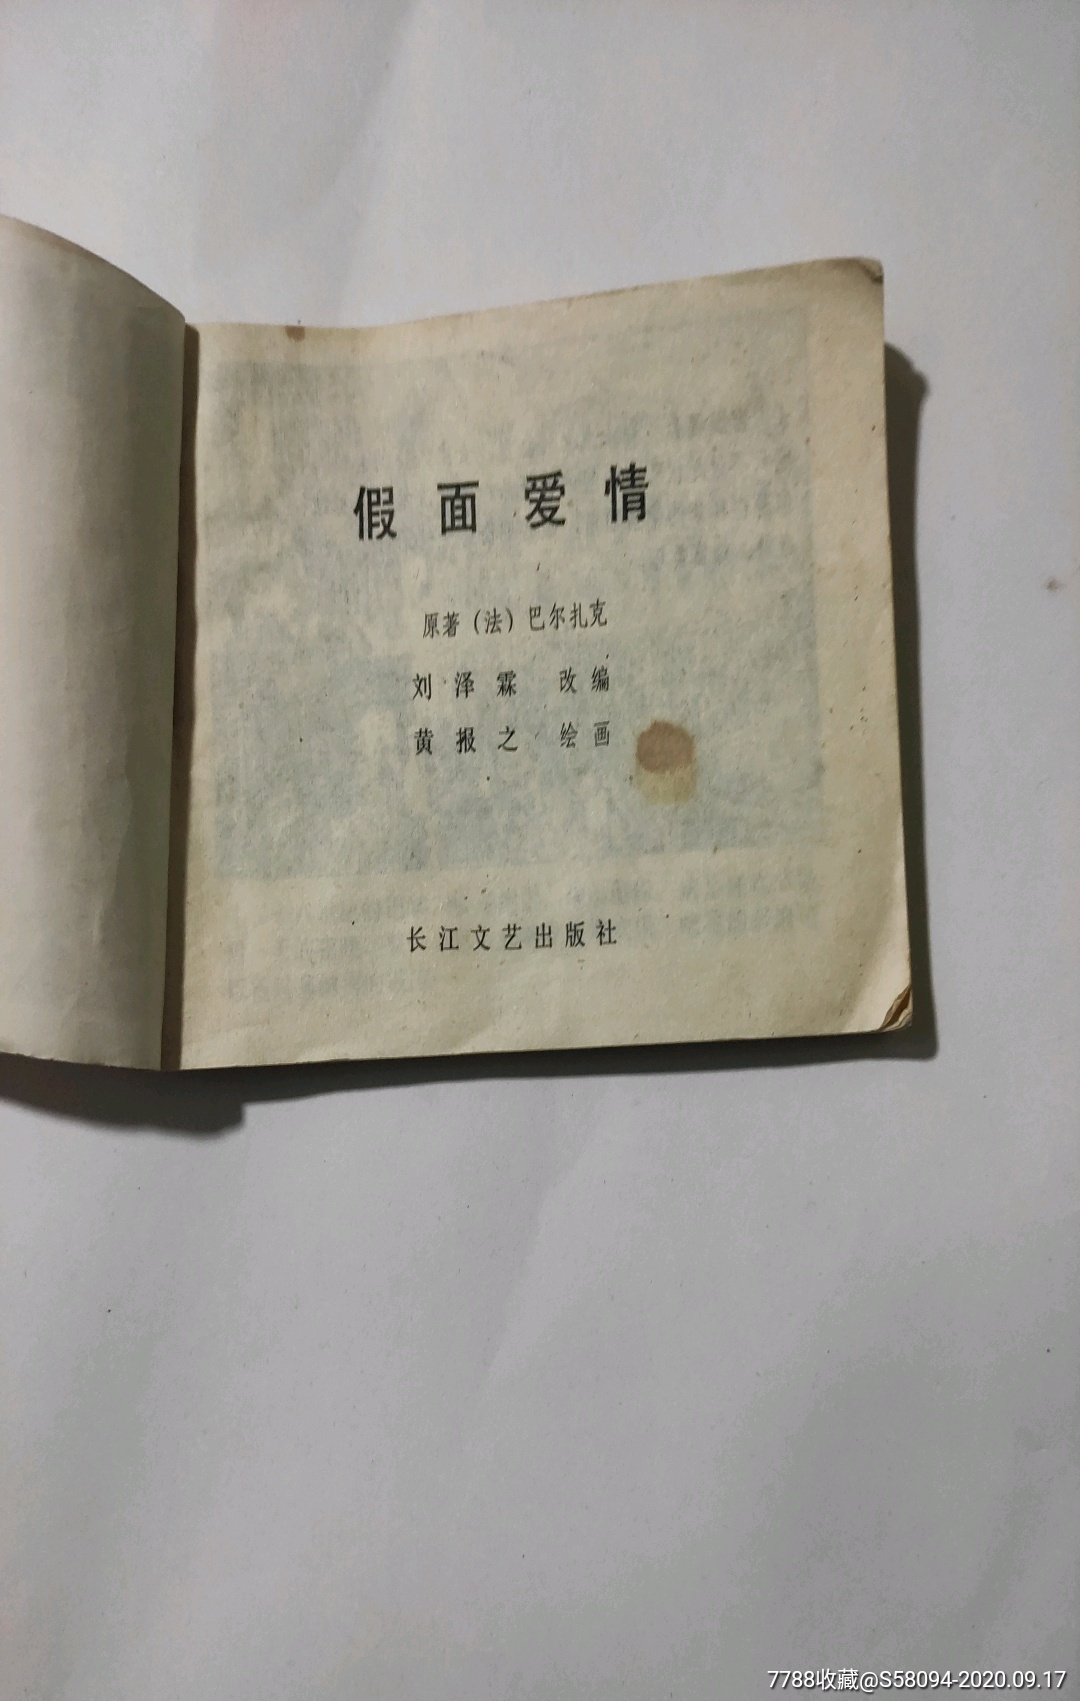 假面爱情
原著（法）巴尔扎克
刘泽霖 改编
黄报之 绘画
长江文艺出版社
7788收藏@S58094-2020.09.17